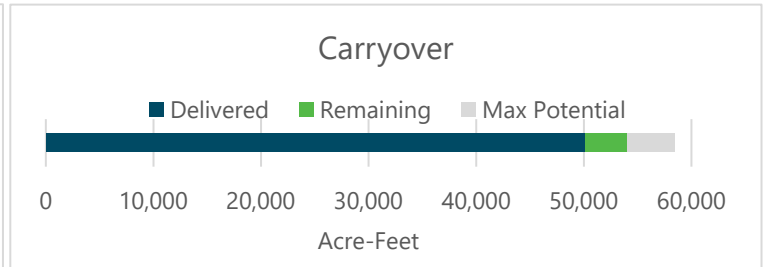 Carryover
Delivered Remaining Max Potential
0 10,000 20,000 30,000 40,000 50,000 60,000
Acre-Feet